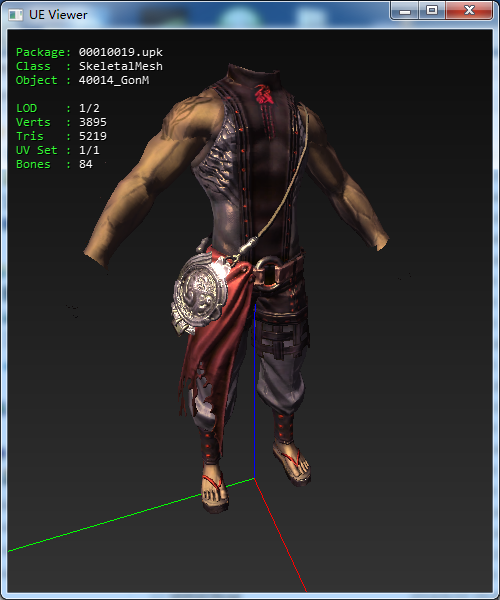 UE Viewer
Package: 00010019.upk
Class : SkeletalMesh
Object : 40014_GonM
LOD : 1/2
Verts : 3895
Tris : 5219
UV Set : 1/1
Bones : 84